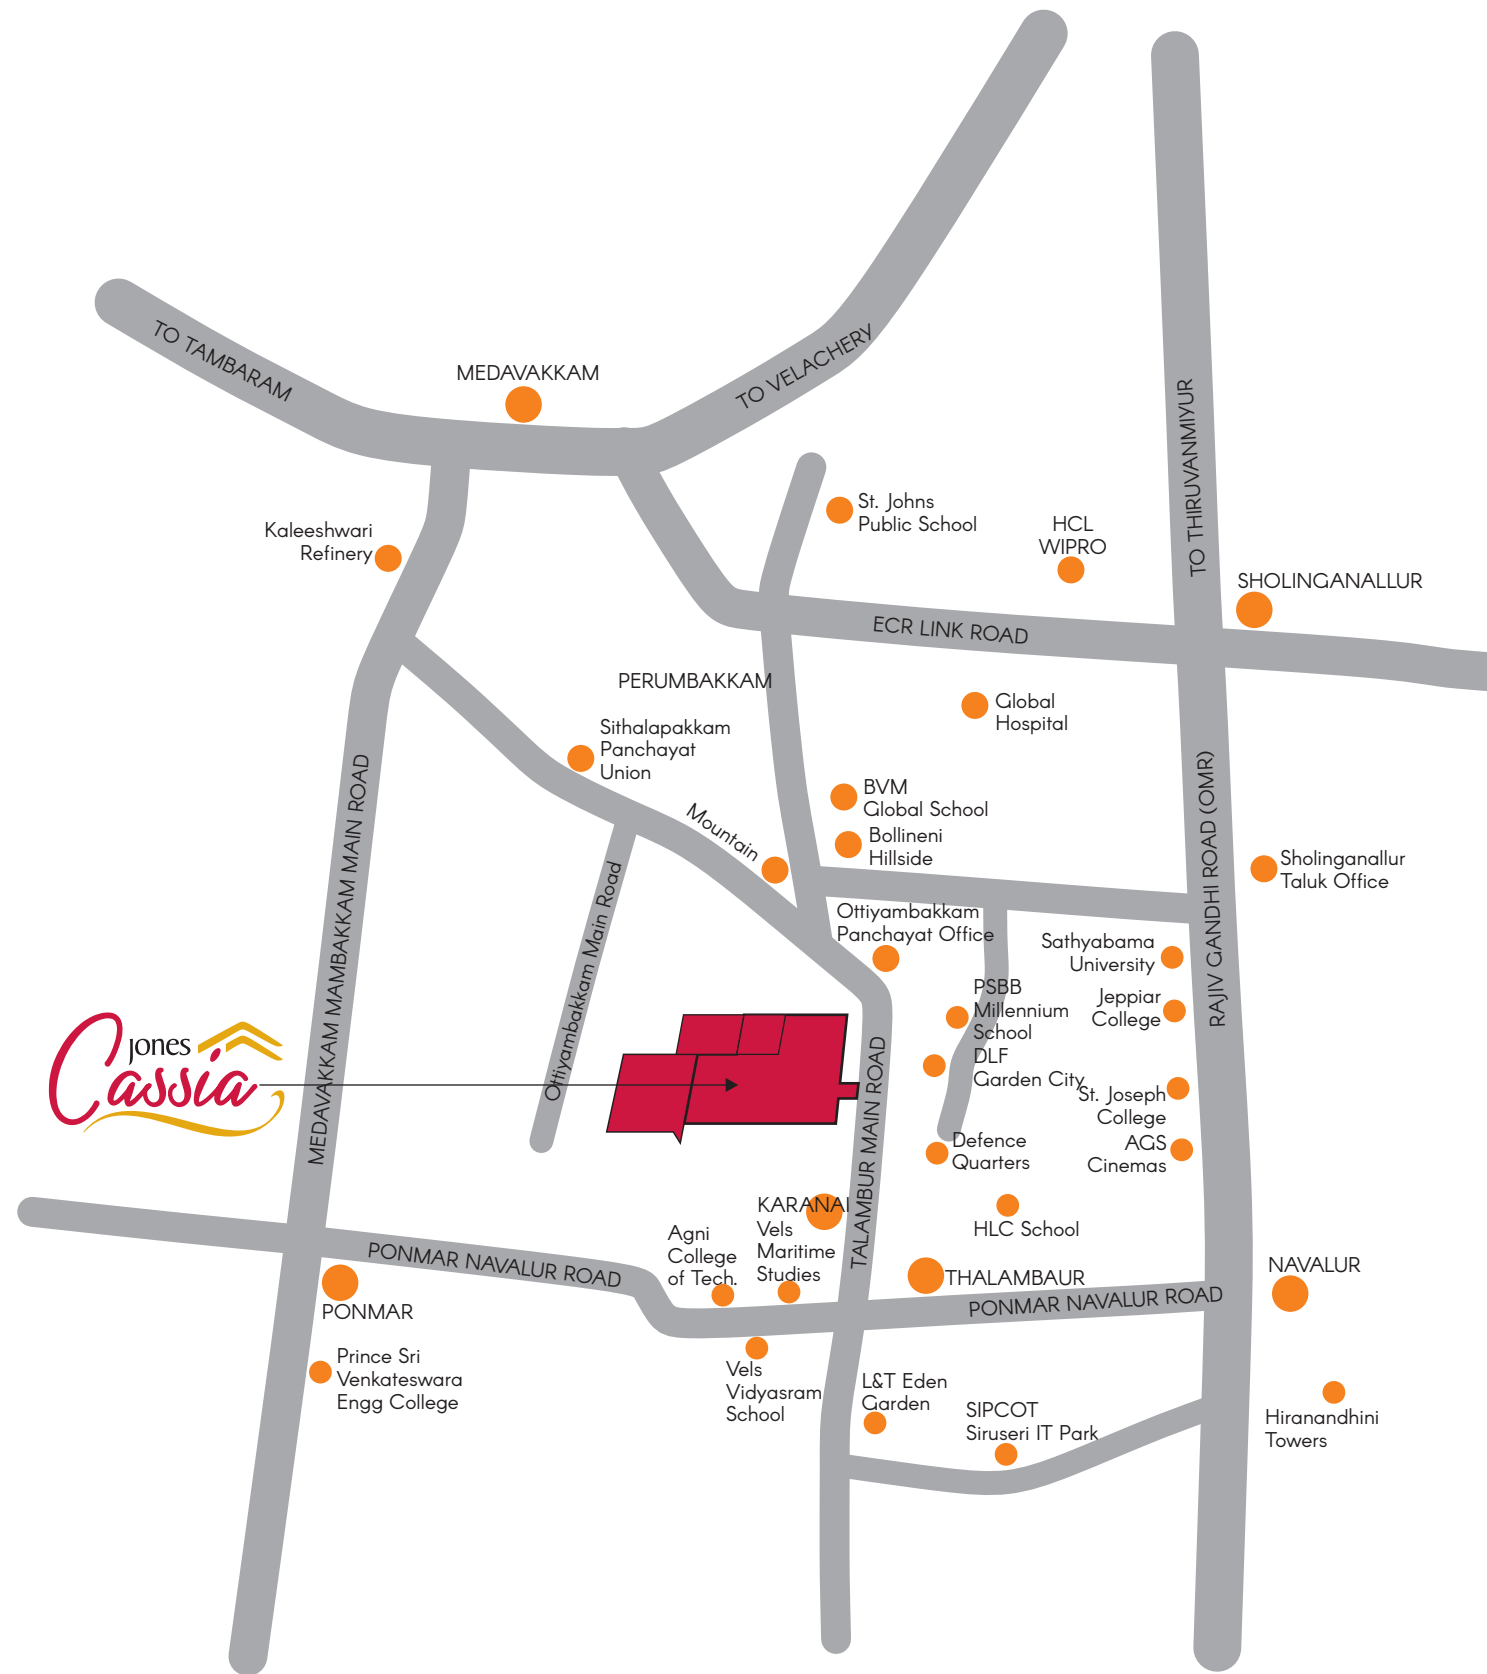 TO TAMBARAM
MEDAVAKKAM
TO VELACHERY
TO THIRUVANMIYUR
St. Johns
Public School
Kaleeshwari
Refinery
HCL
WIPRO
SHOLINGANALLUR
ECR LINK ROAD
PERUMBAKKAM
Global
Hospital
Sithalapakkam
Panchayat
Union
MEDAVAKKAM MAMBAKKAM MAIN ROAD
RAJIV GANDHI ROAD (OMR)
BVM
Global School
Mountain
Bollineni
Hillside
Sholinganallur
Taluk Office
Ottiyambakkam Main Road
Ottiyambakkam
Panchayat Office
Sathyabama
University
PSBB
Millennium
School
Jeppiar
College
jones
Cassia
DLF
Garden City
TALAMBUR MAIN ROAD
St. Joseph
College
Defence
Quarters
AGS
Cinemas
KARANAI
Vels
Maritime
Studies
HLC School
Agni
College
of Tech.
PONMAR NAVALUR ROAD
THALAMBAUR
NAVALUR
PONMAR
PONMAR NAVALUR ROAD
Prince Sri
Venkateswara
Engg College
Vels
Vidyasram
School
L&T Eden
Garden
SIPCOT
Siruseri IT Park
Hiranandhini
Towers